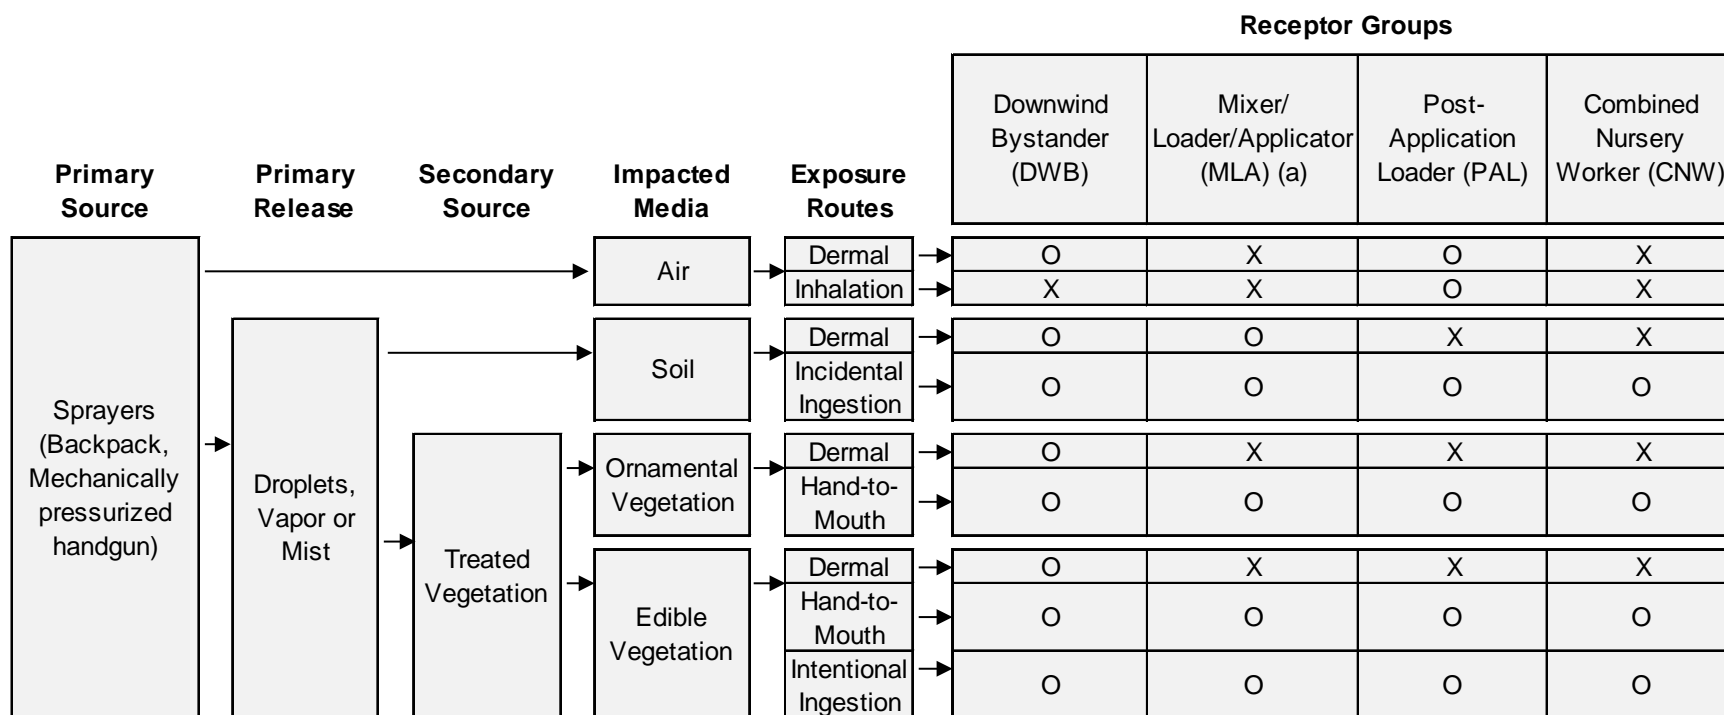 Receptor Groups
Downwind
Bystander
(DWB)
Mixer/
Loader/Applicator
(MLA) (a)
Post-
Application
Loader (PAL)
Combined
Nursery
Worker (CNW)
Primary
Source
Primary
Release
Secondary
Source
Impacted
Media
Exposure
Routes
Sprayers
(Backpack,
Mechanically
pressurized
handgun)
Droplets,
Vapor or
Mist
Treated
Vegetation
Air
Dermal
O X O X
Inhalation
X X O X
Soil
Dermal
O O X X
Incidental
Ingestion
O O O O
Ornamental
Vegetation
Dermal
O X X X
Hand-to-
Mouth
O O O O
Edible
Vegetation
Dermal
O X X X
Hand-to-
Mouth
O O O O
Intentional
Ingestion
O O O O